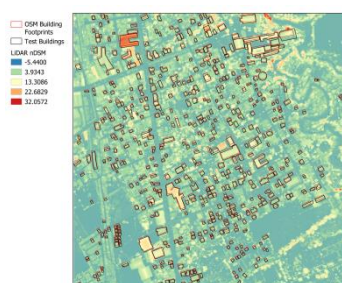 OSM Building
Footprints
Test Buildings
LiDAR nDSM
-5.4400
3.9343
13.3086
22.6829
32.0572